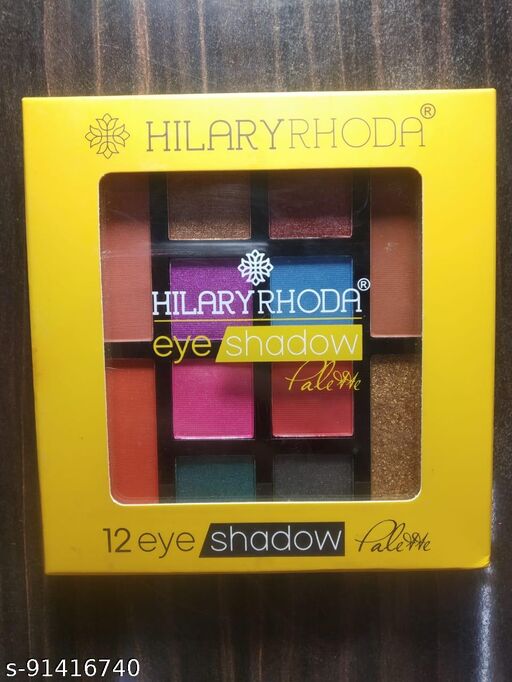 HILARYRHODA®
HILARYRHODA®
eye shadow
Palette
12 eye shadow Palette
s-91416740